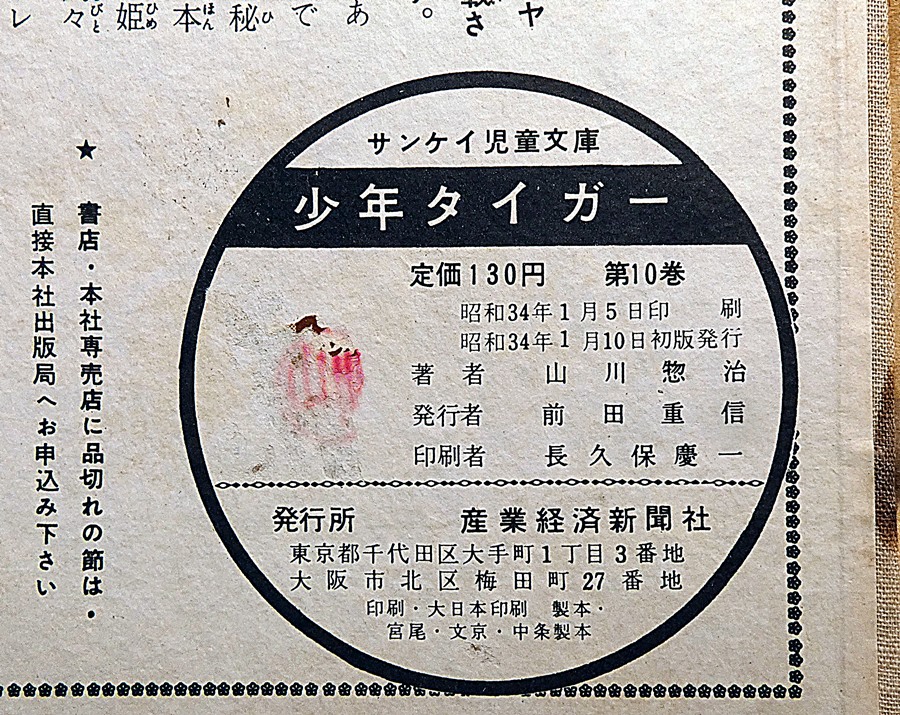 サンケイ児童文庫
少年タイガー
定価130円 第10巻
昭和34年1月5日印 刷
昭和34年1月10日初版発行
著 者 山 川 惣 治
発行者 前 田 重 信
印刷者 長 久 保 慶 一
発行所 産業経済新聞社
東京都千代田区大手町1丁目3番地
大阪市北区梅田町27番地
印刷・大日本印刷 製本・
宮尾・文京・中条製本
★ 書店・本社専売店に品切れの節は・
直接本社出版局へお申込み下さい